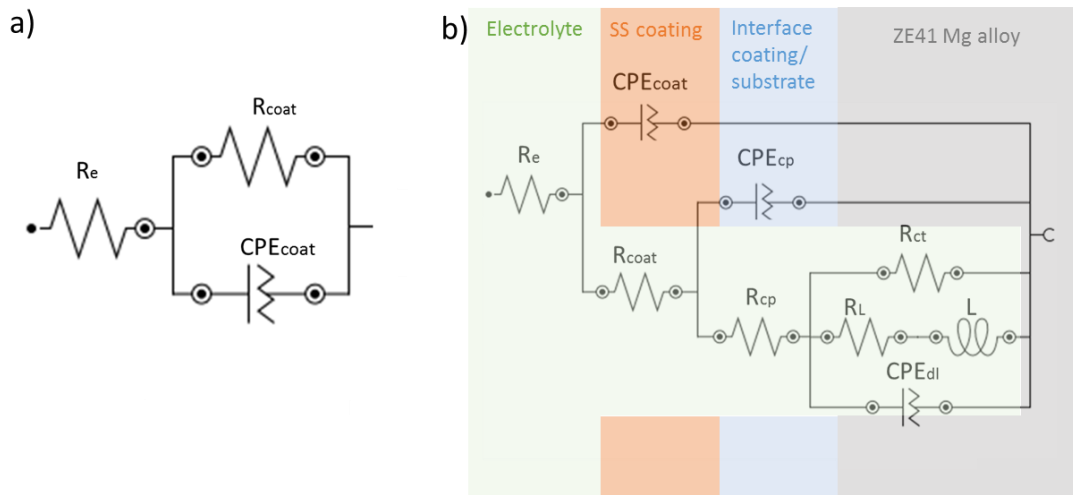 a)
Re
Rcoat
CPEcoat
b)
Electrolyte
SS coating
Interface
coating/
substrate
ZE41 Mg alloy
CPEcoat
Re
CPEcp
Rcoat
Rct
Rcp
RL
L
CPEdl